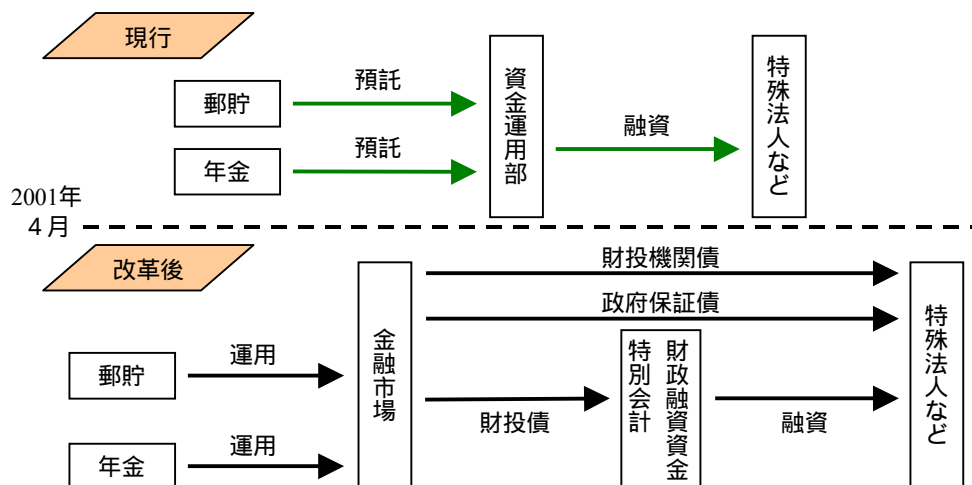 現行
郵貯
預託
年金
預託
資金運用部
融資
特殊法人など
2001年
４月
改革後
郵貯
運用
年金
運用
金融市場
財投機関債
政府保証債
財投債
財政融資資金
特別会計
融資
特殊法人など